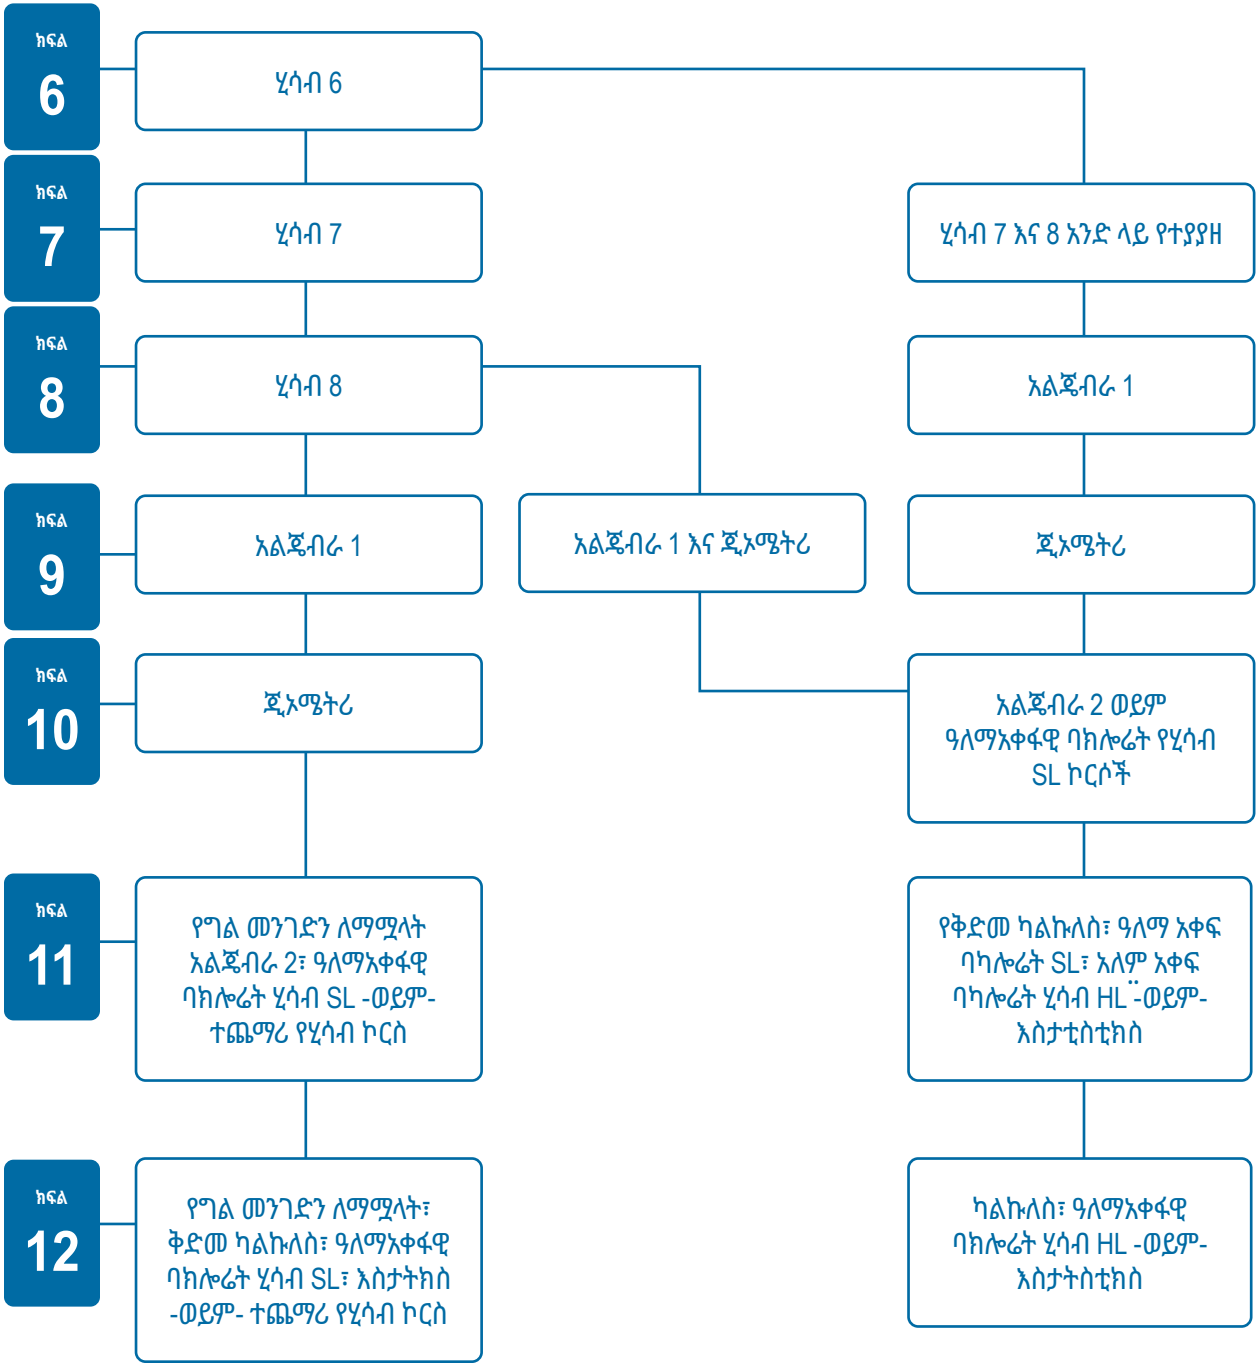 ክፍል
6
ሂሳብ 6
ክፍል
7
ሂሳብ 7
ሂሳብ 7 እና 8 አንድ ላይ የተያያዘ
ክፍል
8
ሂሳብ 8
አልጄብራ 1
ክፍል
9
አልጄብራ 1
አልጄብራ 1 እና ጂኦሜትሪ
ጂኦሜትሪ
ክፍል
10
ጂኦሜትሪ
አልጄብራ 2 ወይም
ዓለማአቀፋዊ ባክሎሬት የሂሳብ
SL ኮርሶች
ክፍል
11
የግል መንገድን ለማሟላት
አልጄብራ 2፣ ዓለማአቀፋዊ
ባክሎሬት ሂሳብ SL -ወይም-
ተጨማሪ የሂሳብ ኮርስ
የቅድመ ካልኩለስ፣ ዓለማ አቀፍ
ባካሎሬት SL፣ አለም አቀፍ
ባካሎሬት ሂሳብ HL¨-ወይም-
እስታቲስቲክስ
ክፍል
12
የግል መንገድን ለማሟላት፣
ቅድመ ካልኩለስ፣ ዓለማአቀፋዊ
ባክሎሬት ሂሳብ SL፣ እስታትክስ
-ወይም- ተጨማሪ የሂሳብ ኮርስ
ካልኩለስ፣ ዓለማአቀፋዊ
ባክሎሬት ሂሳብ HL -ወይም-
እስታትስቲክስ